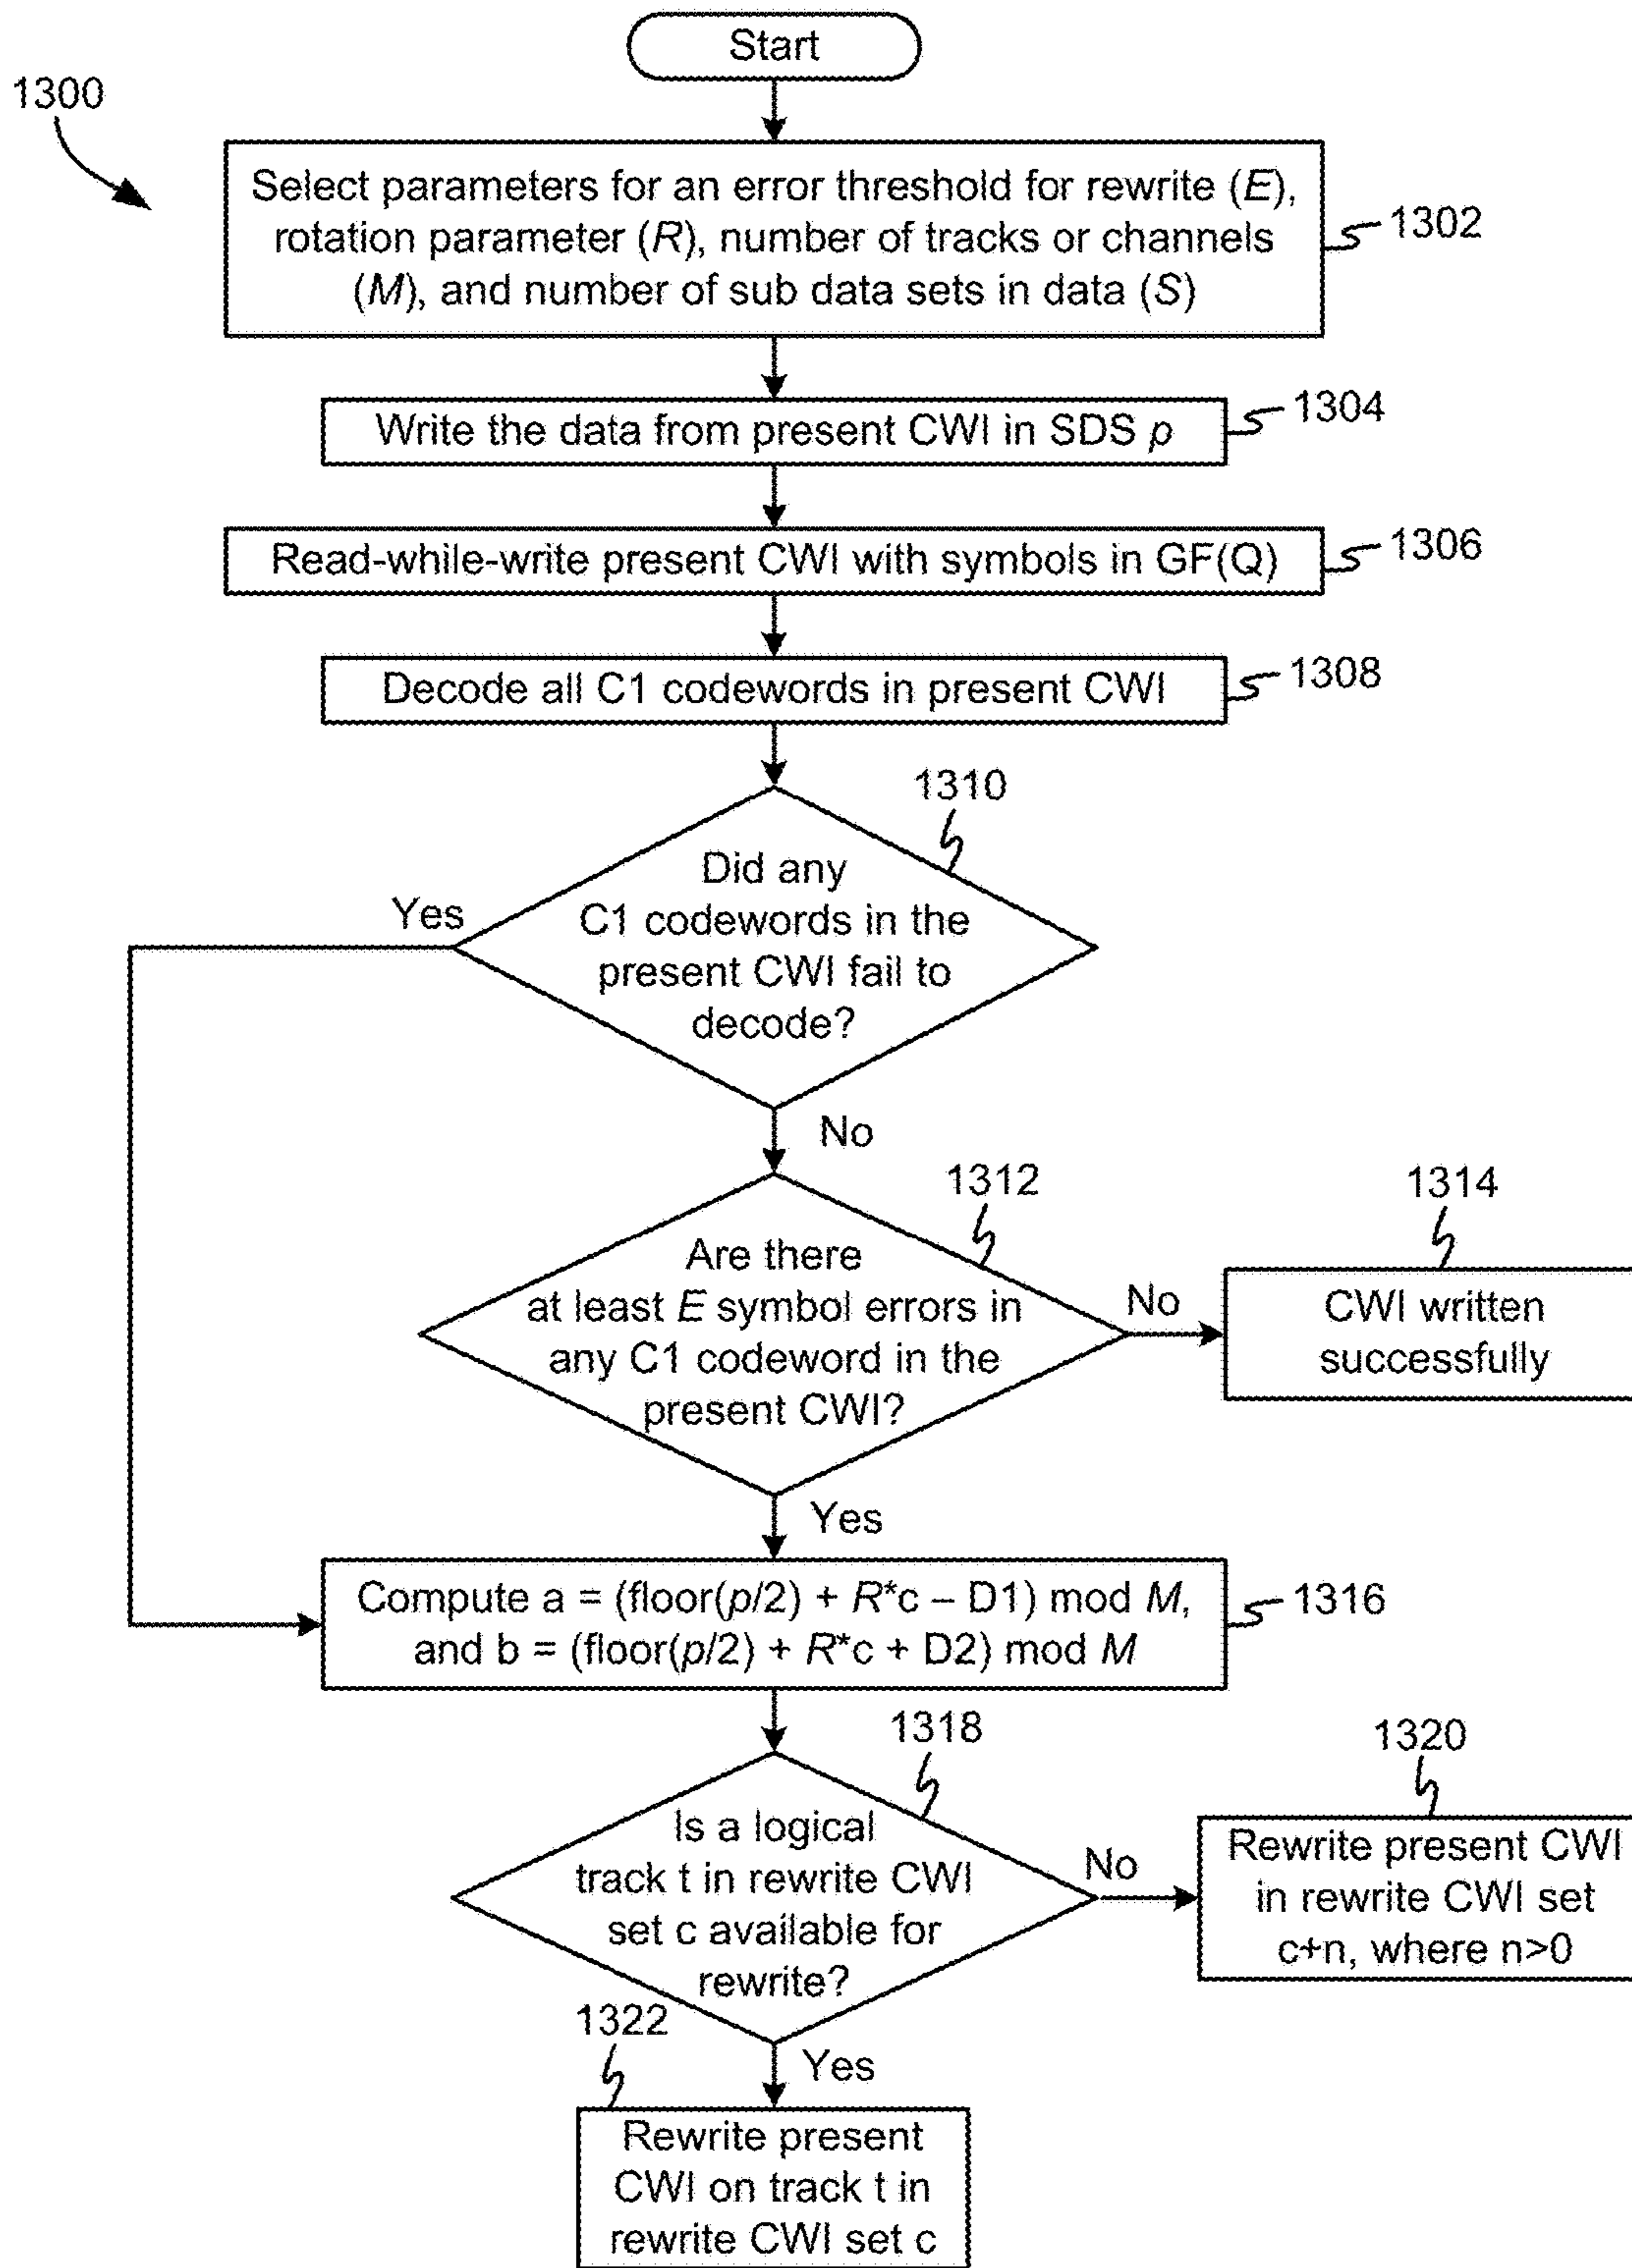 Start
1300
Select parameters for an error threshold for rewrite (E),
rotation parameter (R), number of tracks or channels
(M), and number of sub data sets in data (S)
1302
Write the data from present CWI in SDS p
1304
Read-while-write present CWI with symbols in GF(Q)
1306
Decode all C1 codewords in present CWI
1308
1310
Did any
C1 codewords in the
present CWI fail to
decode?
Yes
No
1312
Are there
at least E symbol errors in
any C1 codeword in the
present CWI?
No
1314
CWI written
successfully
Yes
Compute a = (floor(p/2) + R*c – D1) mod M,
and b = (floor(p/2) + R*c + D2) mod M
1316
1318
Is a logical
track t in rewrite CWI
set c available for
rewrite?
No
1320
Rewrite present CWI
in rewrite CWI set
c+n, where n>0
1322
Yes
Rewrite present
CWI on track t in
rewrite CWI set c